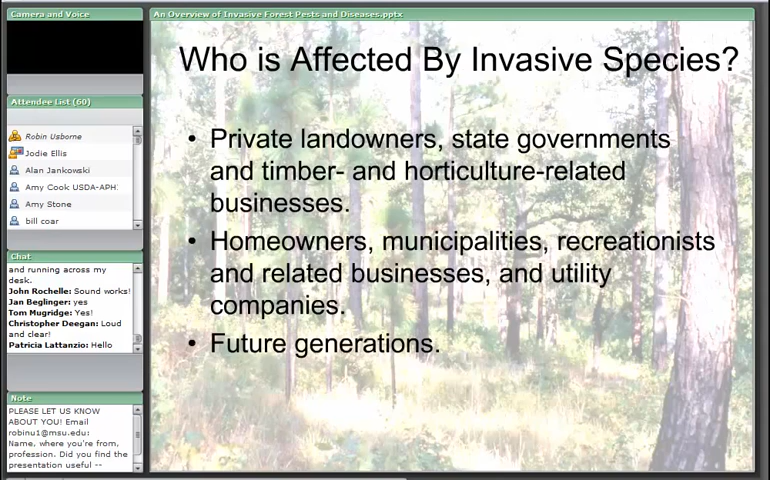 Camera and Voice
An Overview of Invasive Forest Pests and Diseases.pptx
Who is Affected By Invasive Species?
• Private landowners, state governments
and timber- and horticulture-related
businesses.
• Homeowners, municipalities, recreationists
and related businesses, and utility
companies.
• Future generations.
Attendee List (60)
Robin Usborne
Jodie Ellis
Alan Jankowski
Amy Cook USDA-APH
Amy Stone
bill coar
Chat
and running across my
desk.
John Rochelle: Sound works!
Jan Beglinger: yes
Tom Mugridge: Yes!
Christopher Deegan: Loud
and clear!
Patricia Lattanzio: Hello
Note
PLEASE LET US KNOW
ABOUT YOU! Email
robinu1@msu.edu:
Name, where you're from,
profession. Did you find the
presentation useful --